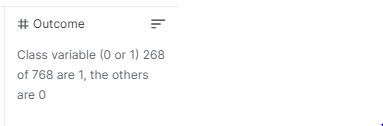 # Outcome
Class variable (0 or 1) 268
of 768 are 1, the others
are 0